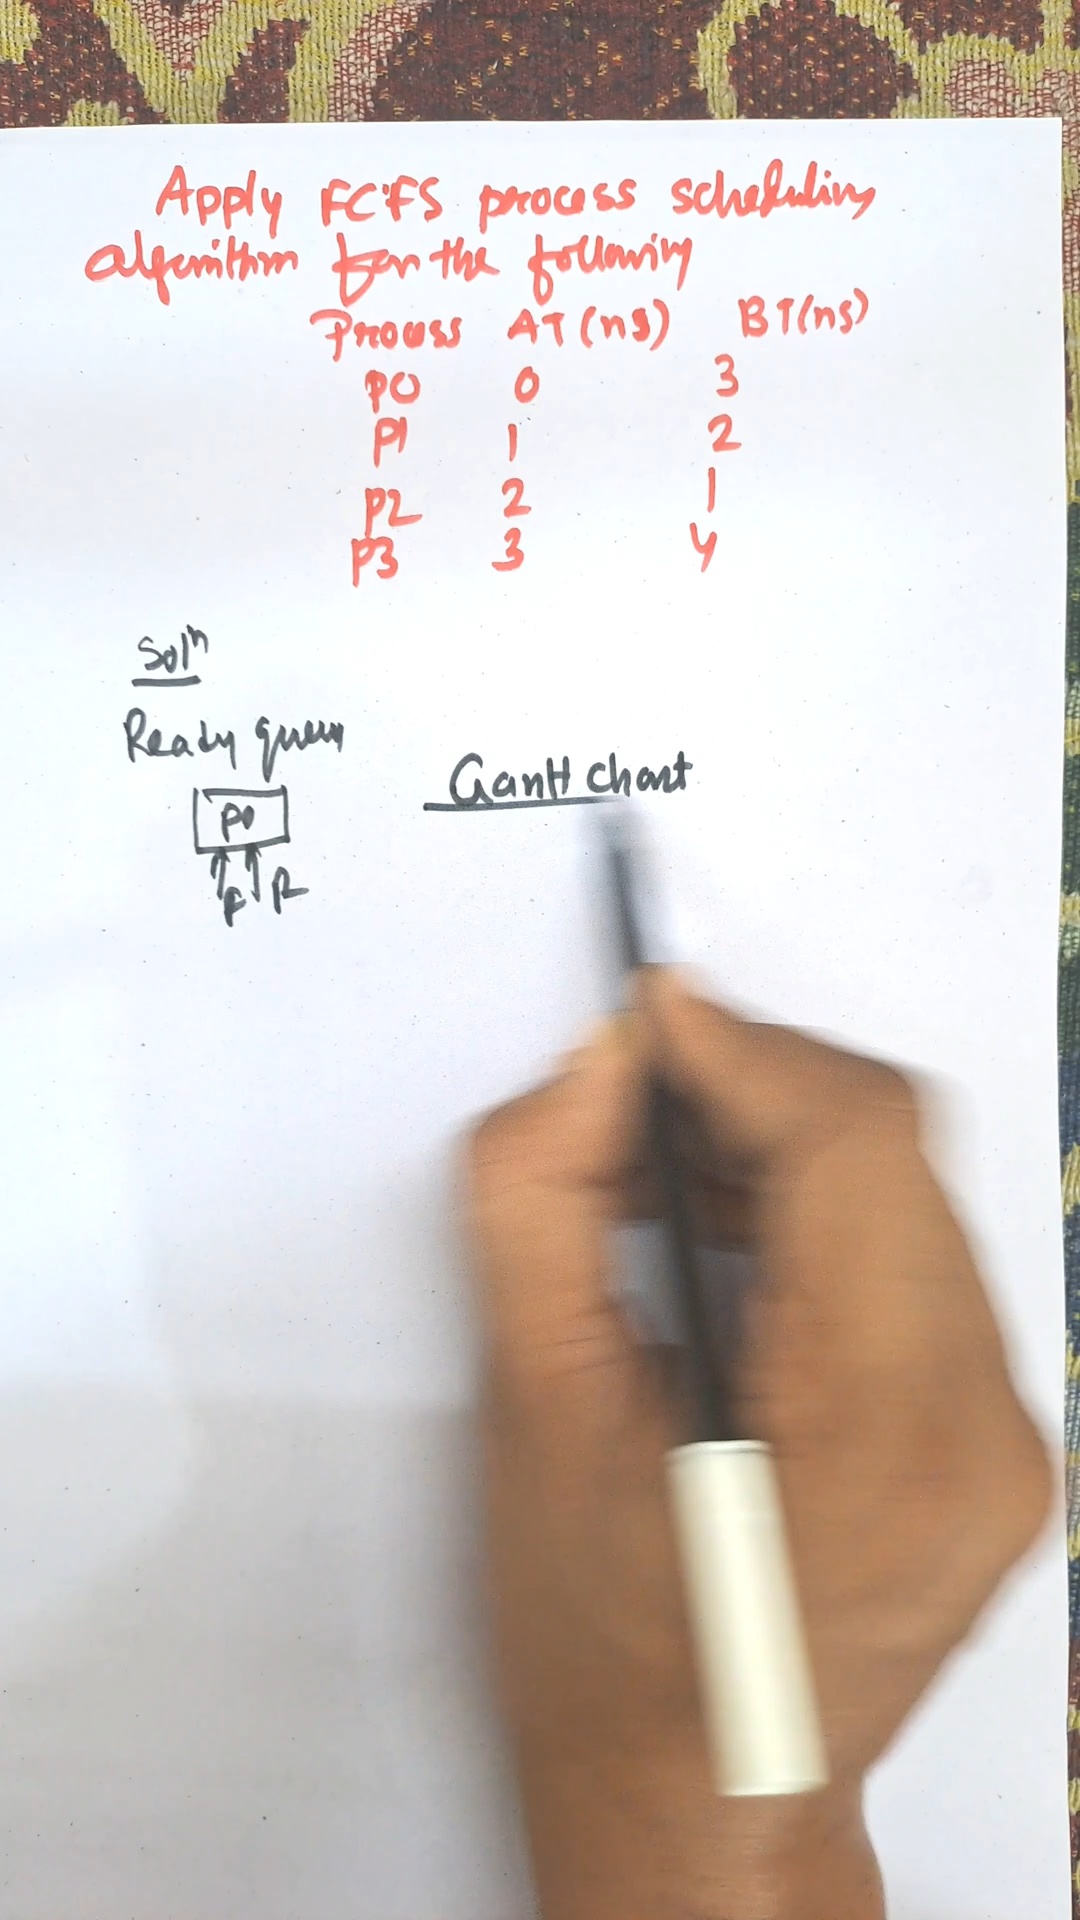 Apply FCFS process scheduling
algorithm for the following
Process AT(ns) BT(ns)
P0 0 3
P1 1 2
P2 2 1
P3 3 4
Solⁿ
Ready queue
Gantt chart
P0
F R